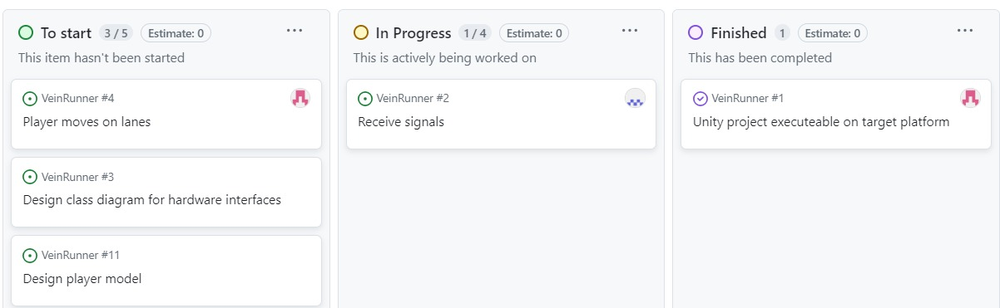 To start 3 / 5 Estimate: 0
This item hasn't been started
VeinRunner #4
Player moves on lanes
VeinRunner #3
Design class diagram for hardware interfaces
VeinRunner #11
Design player model
In Progress 1 / 4 Estimate: 0
This is actively being worked on
VeinRunner #2
Receive signals
Finished 1 Estimate: 0
This has been completed
VeinRunner #1
Unity project executeable on target platform